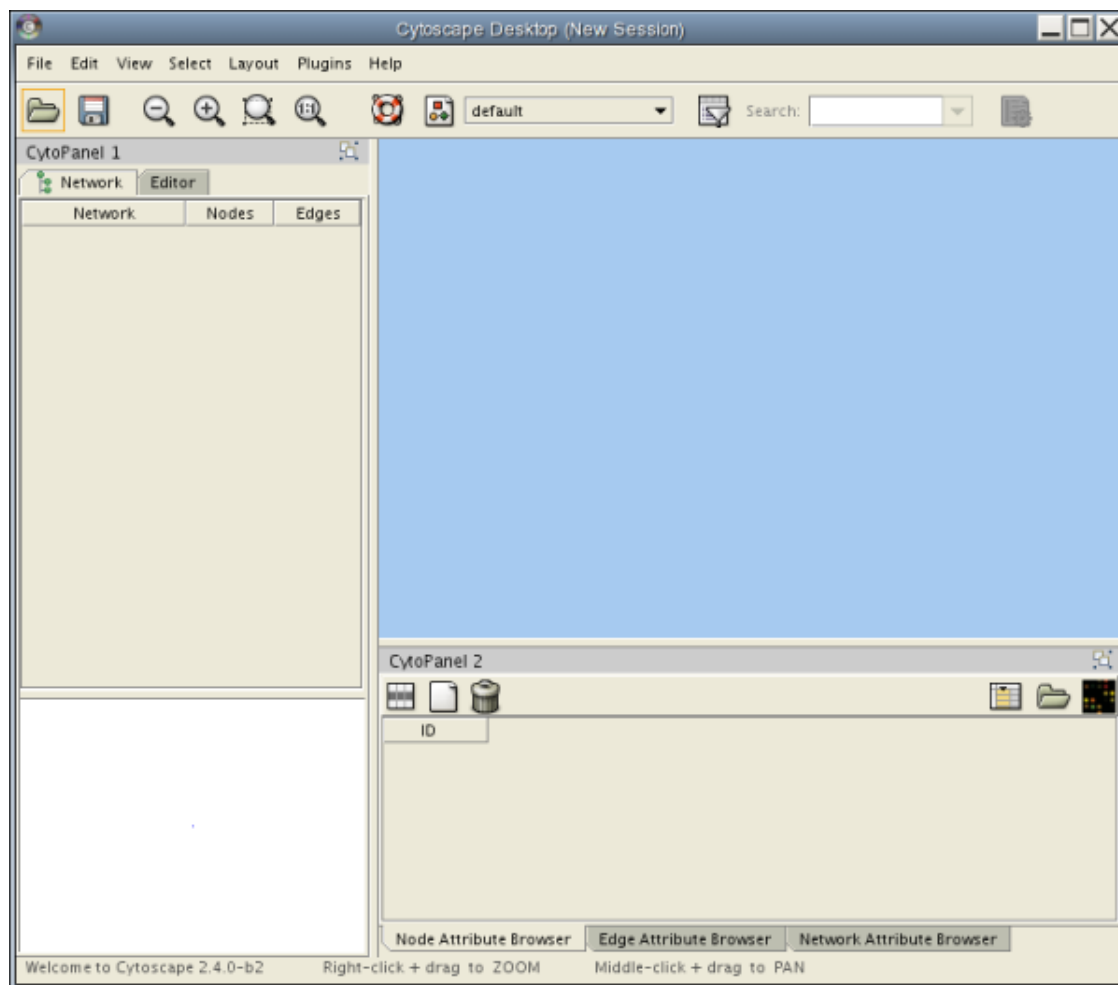 Cytoscape Desktop (New Session)
File Edit View Select Layout Plugins Help
1:1 default Search:
CytoPanel 1
Network Editor
Network Nodes Edges
CytoPanel 2
ID
Node Attribute Browser Edge Attribute Browser Network Attribute Browser
Welcome to Cytoscape 2.4.0-b2 Right-click + drag to ZOOM Middle-click + drag to PAN